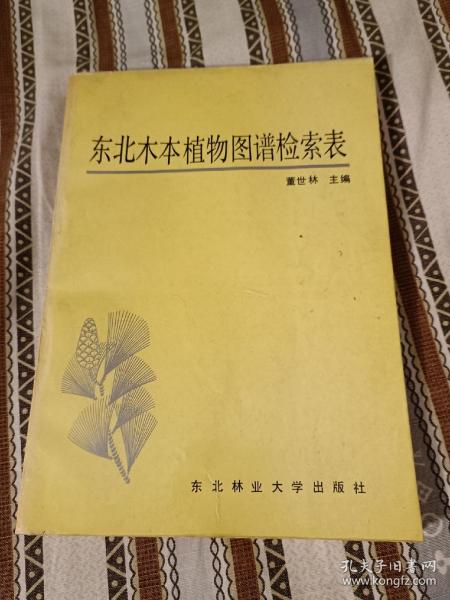 东北木本植物图谱检索表
董世林 主编
东北林业大学出版社
孔夫子旧书网
www.kongfz.com